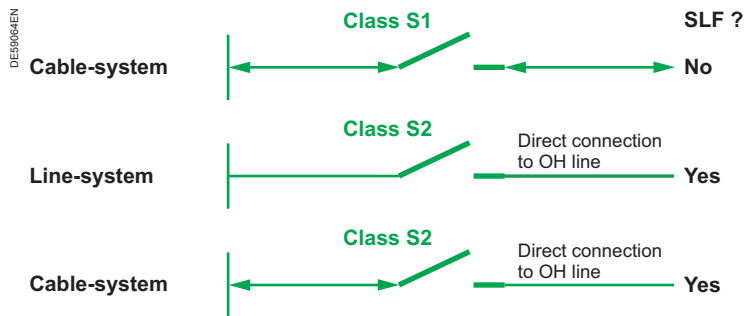 DE59064EN
Class S1
SLF ?
Cable-system
No
Class S2
Direct connection
to OH line
Line-system
Yes
Class S2
Direct connection
to OH line
Cable-system
Yes